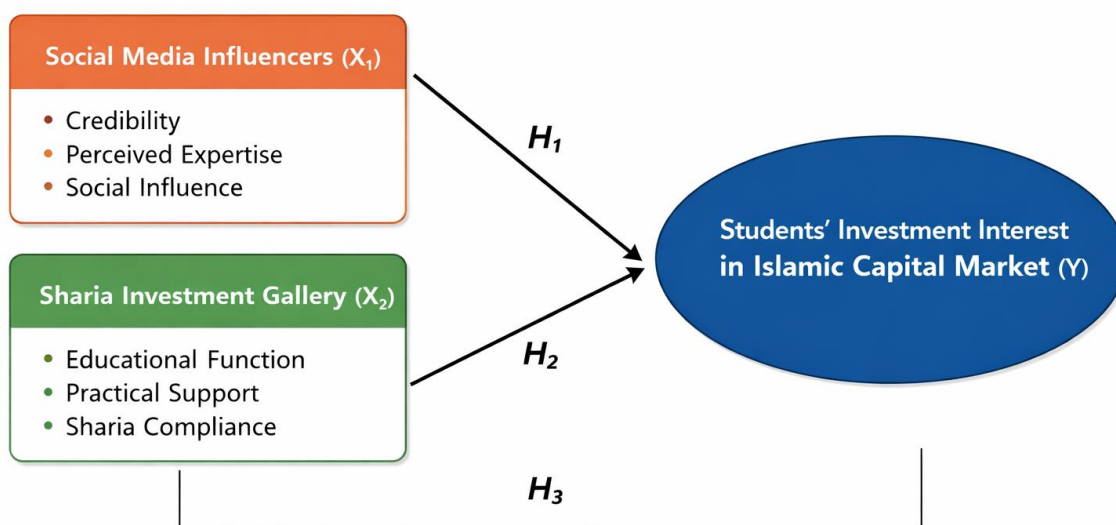 Social Media Influencers (X₁)
• Credibility
• Perceived Expertise
• Social Influence
H₁
Students’ Investment Interest
in Islamic Capital Market (Y)
Sharia Investment Gallery (X₂)
• Educational Function
• Practical Support
• Sharia Compliance
H₂
H₃